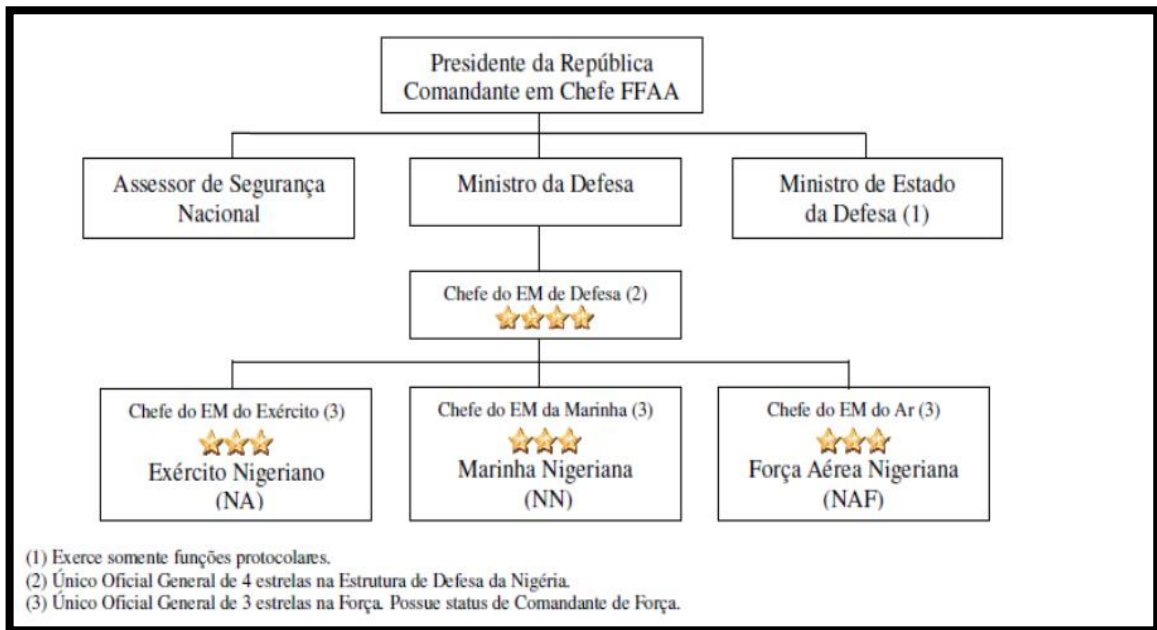 Presidente da República
Comandante em Chefe FFAA
Assessor de Segurança
Nacional
Ministro da Defesa
Ministro de Estado
da Defesa (1)
Chefe do EM de Defesa (2)
Chefe do EM do Exército (3)
Exército Nigeriano
(NA)
Chefe do EM da Marinha (3)
Marinha Nigeriana
(NN)
Chefe do EM do Ar (3)
Força Aérea Nigeriana
(NAF)
(1) Exerce somente funções protocolares.
(2) Único Oficial General de 4 estrelas na Estrutura de Defesa da Nigéria.
(3) Único Oficial General de 3 estrelas na Força. Possue status de Comandante de Força.